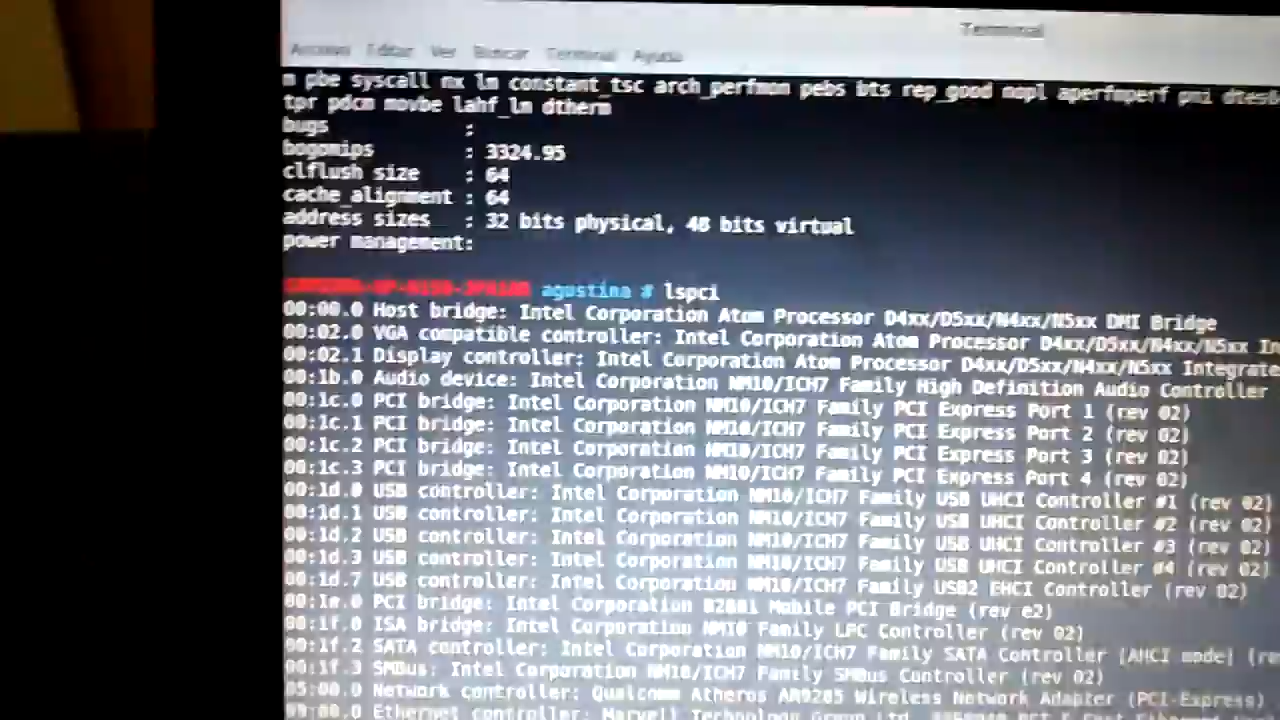 Terminal
Archivo Editar Ver Buscar Terminal Ayuda
m pbe syscall nx lm constant_tsc arch_perfmon pebs bts rep_good nopl aperfmperf pni
tpr pdcm movbe lahf_lm dtherm
bugs :
bogomips : 3324.95
clflush size : 64
cache_alignment : 64
address sizes : 32 bits physical, 48 bits virtual
power management:
agustina # lspci
00:00.0 Host bridge: Intel Corporation Atom Processor D4xx/D5xx/N4xx/N5xx DMI Bridge
00:02.0 VGA compatible controller: Intel Corporation Atom Processor D4xx/D5xx/N4xx/N5xx In
00:02.1 Display controller: Intel Corporation Atom Processor D4xx/D5xx/N4xx/N5xx Integrate
00:1b.0 Audio device: Intel Corporation NM10/ICH7 Family High Definition Audio Controller
00:1c.0 PCI bridge: Intel Corporation NM10/ICH7 Family PCI Express Port 1 (rev 02)
00:1c.1 PCI bridge: Intel Corporation NM10/ICH7 Family PCI Express Port 2 (rev 02)
00:1c.2 PCI bridge: Intel Corporation NM10/ICH7 Family PCI Express Port 3 (rev 02)
00:1c.3 PCI bridge: Intel Corporation NM10/ICH7 Family PCI Express Port 4 (rev 02)
00:1d.0 USB controller: Intel Corporation NM10/ICH7 Family USB UHCI Controller #1 (rev 02)
00:1d.1 USB controller: Intel Corporation NM10/ICH7 Family USB UHCI Controller #2 (rev 02)
00:1d.2 USB controller: Intel Corporation NM10/ICH7 Family USB UHCI Controller #3 (rev 02)
00:1d.3 USB controller: Intel Corporation NM10/ICH7 Family USB UHCI Controller #4 (rev 02)
00:1d.7 USB controller: Intel Corporation NM10/ICH7 Family USB2 EHCI Controller (rev 02)
00:1e.0 PCI bridge: Intel Corporation 82801 Mobile PCI Bridge (rev e2)
00:1f.0 ISA bridge: Intel Corporation NM10 Family LPC Controller (rev 02)
00:1f.2 SATA controller: Intel Corporation NM10/ICH7 Family SATA Controller [AHCI mode] (re
00:1f.3 SMBus: Intel Corporation NM10/ICH7 Family SMBus Controller (rev 02)
05:00.0 Network controller: Qualcomm Atheros AR9285 Wireless Network Adapter (PCI-Express)
09:00.0 Ethernet controller: Marvell Technology Group Ltd.